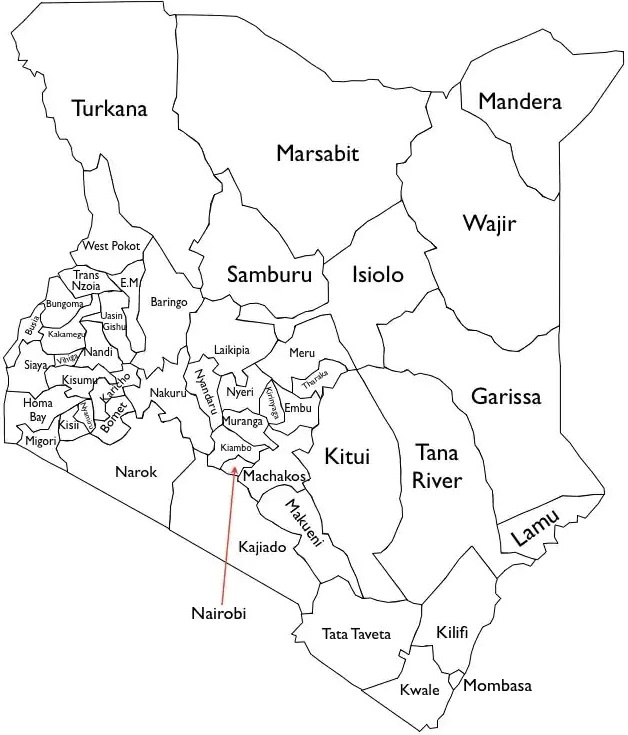 Turkana
Mandera
Marsabit
Wajir
West Pokot
Samburu
Isiolo
Trans
Nzoia
E.M
Baringo
Bungoma
Uasin
Gishu
Busia
Kakamegu
Laikipia
Meru
Siaya
Vihiga
Nandi
Kisumu
Kericho
Nakuru
Nyandaru
Nyeri
Kirinyaga
Tharaka
Embu
Garissa
Homa
Bay
Kisii
Nyamira
Bomet
Muranga
Migori
Kiambo
Kitui
Tana
River
Narok
Machakos
Makueni
Lamu
Kajiado
Nairobi
Tata Taveta
Kilifi
Kwale
Mombasa